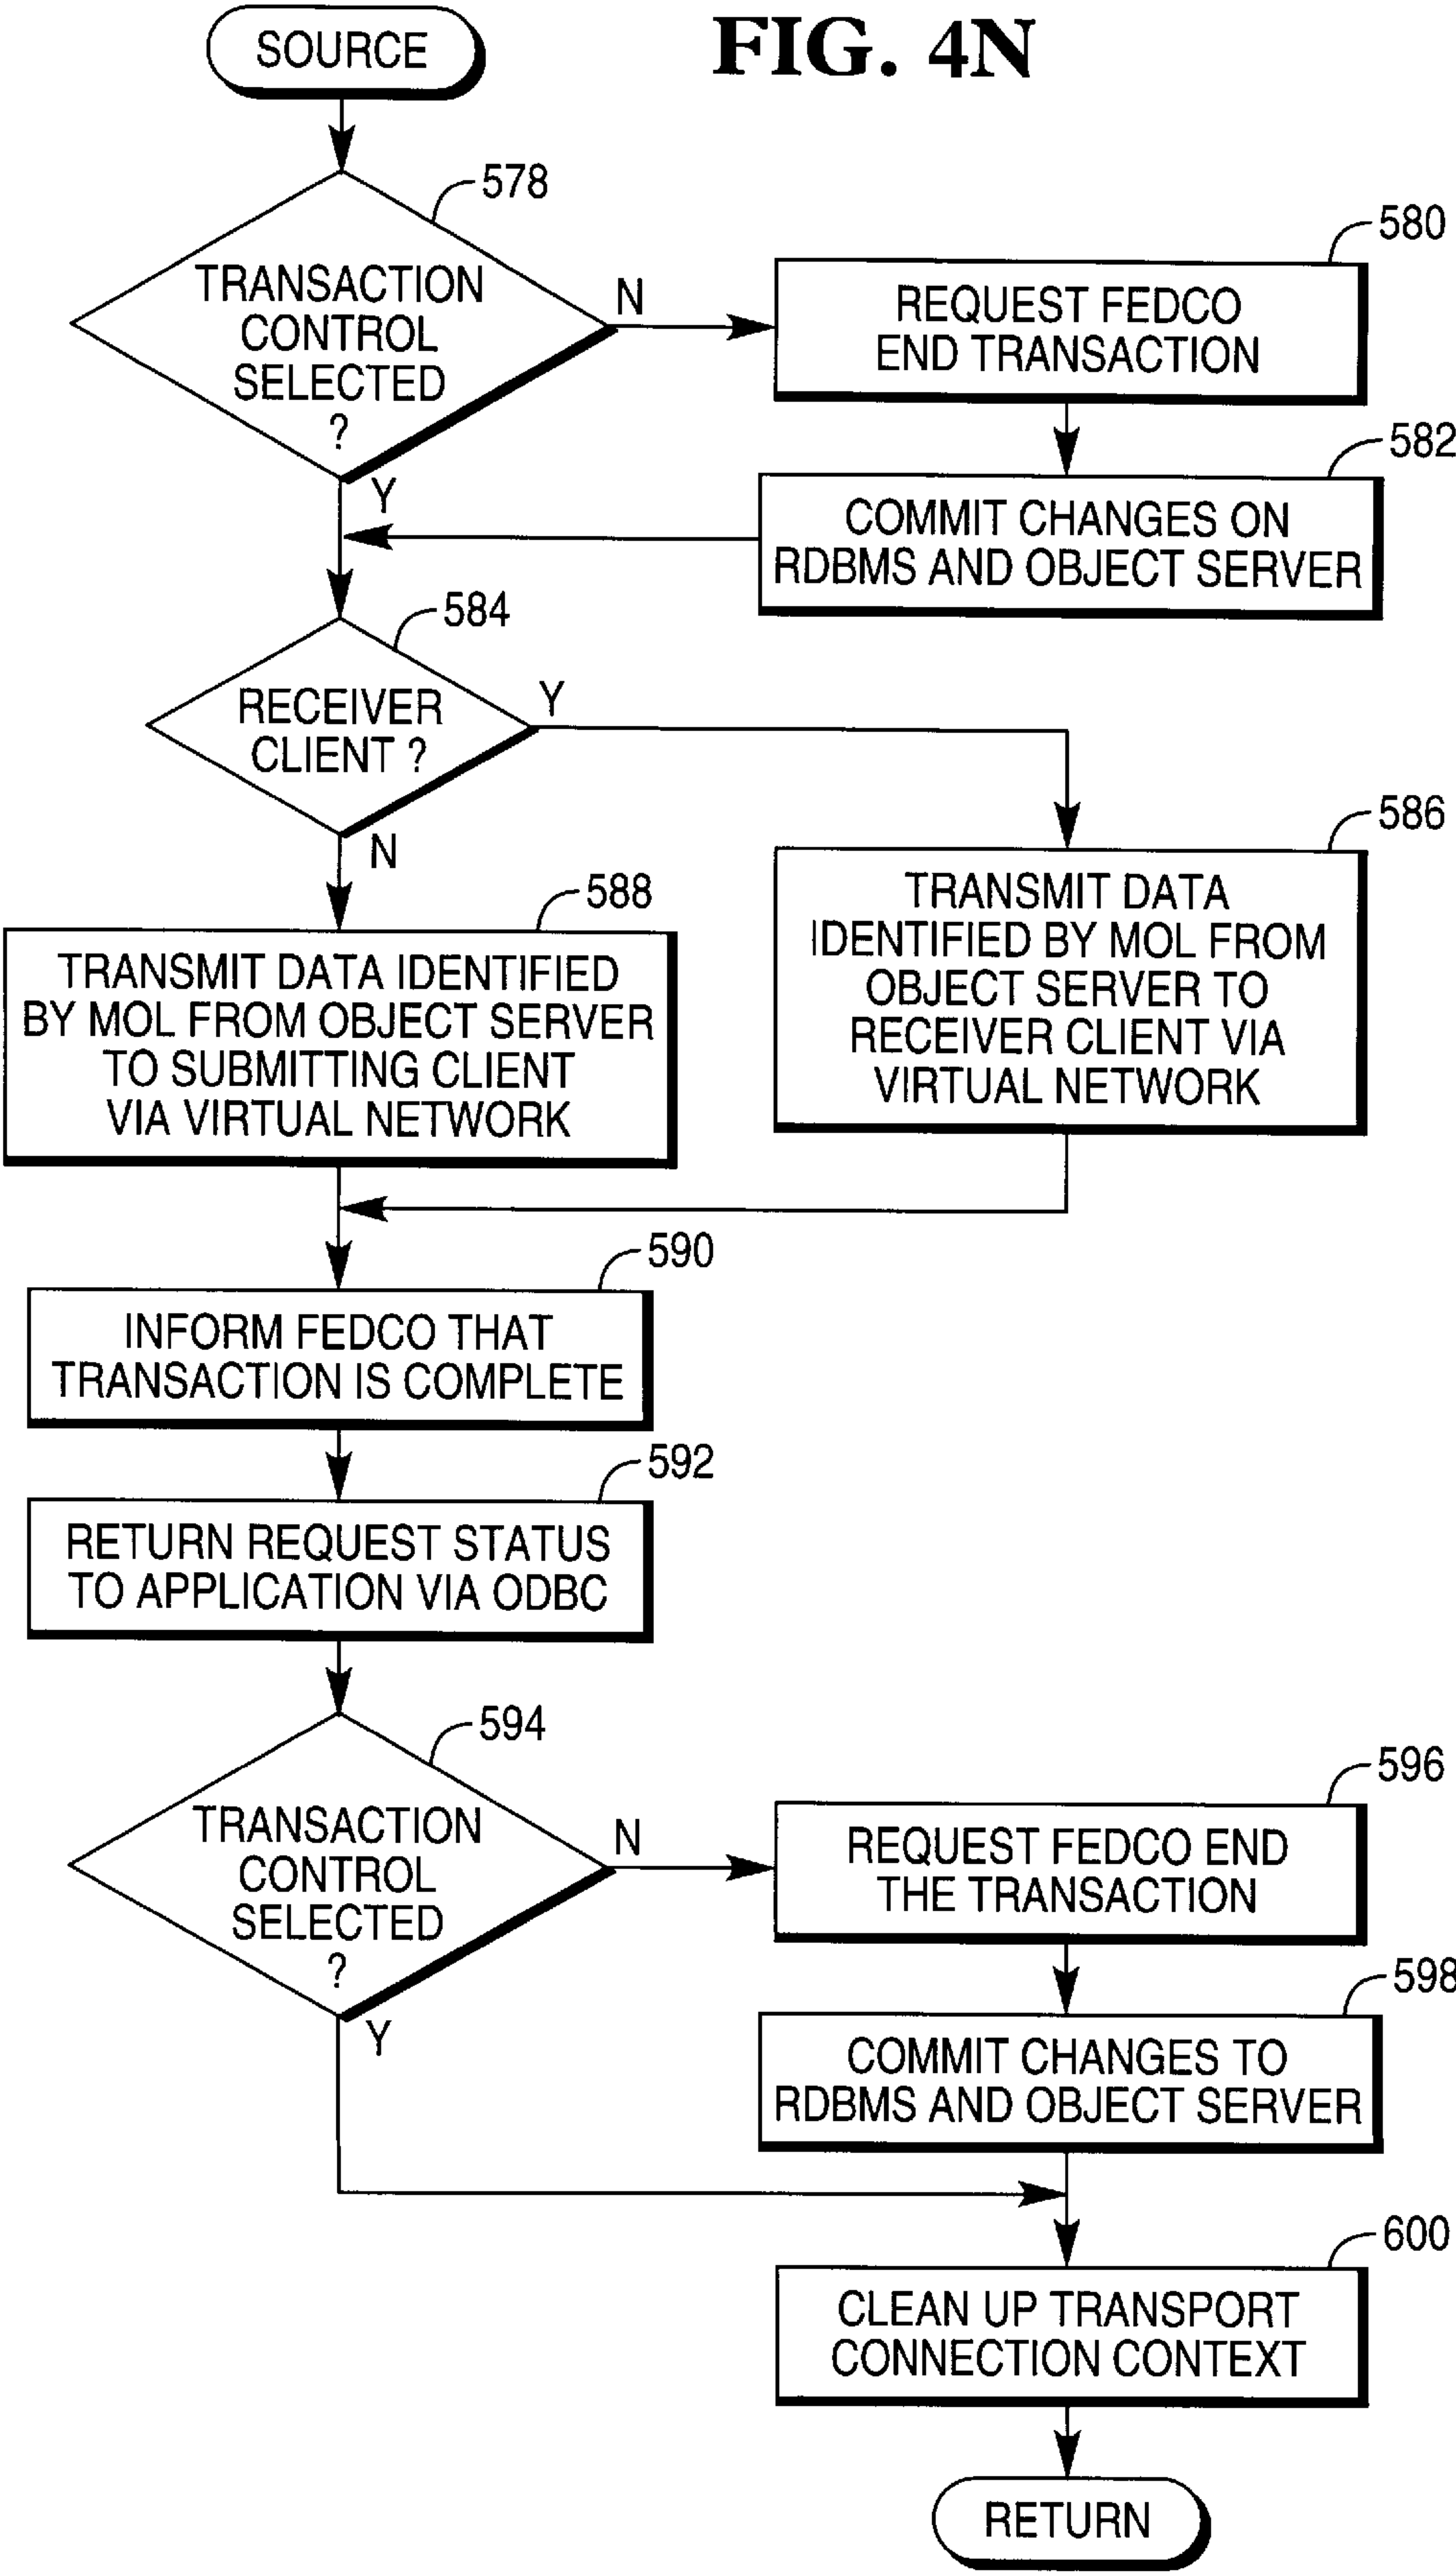 SOURCE
FIG. 4N
578
TRANSACTION
CONTROL
SELECTED
?
N
Y
580
REQUEST FEDCO
END TRANSACTION
582
COMMIT CHANGES ON
RDBMS AND OBJECT SERVER
584
RECEIVER
CLIENT ?
Y
N
586
TRANSMIT DATA
IDENTIFIED BY MOL FROM
OBJECT SERVER TO
RECEIVER CLIENT VIA
VIRTUAL NETWORK
588
TRANSMIT DATA IDENTIFIED
BY MOL FROM OBJECT SERVER
TO SUBMITTING CLIENT
VIA VIRTUAL NETWORK
590
INFORM FEDCO THAT
TRANSACTION IS COMPLETE
592
RETURN REQUEST STATUS
TO APPLICATION VIA ODBC
594
TRANSACTION
CONTROL
SELECTED
?
N
Y
596
REQUEST FEDCO END
THE TRANSACTION
598
COMMIT CHANGES TO
RDBMS AND OBJECT SERVER
600
CLEAN UP TRANSPORT
CONNECTION CONTEXT
RETURN